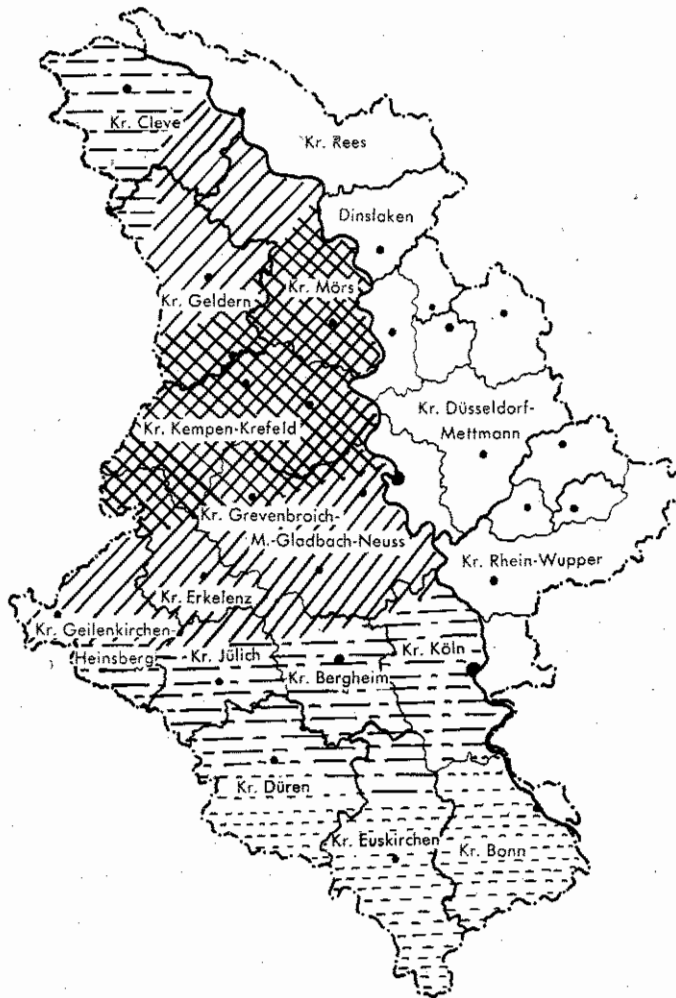 Kr. Cleve
Kr. Rees
Dinslaken
Kr. Geldern
Kr. Mörs
Kr. Kempen-Krefeld
Kr. Düsseldorf-
Mettmann
Kr. Grevenbroich-
M.-Gladbach-Neuss
Kr. Rhein-Wupper
Kr. Erkelenz
Kr. Geilenkirchen-
Heinsberg
Kr. Jülich
Kr. Bergheim
Kr. Köln
Kr. Düren
Kr. Euskirchen
Kr. Bonn